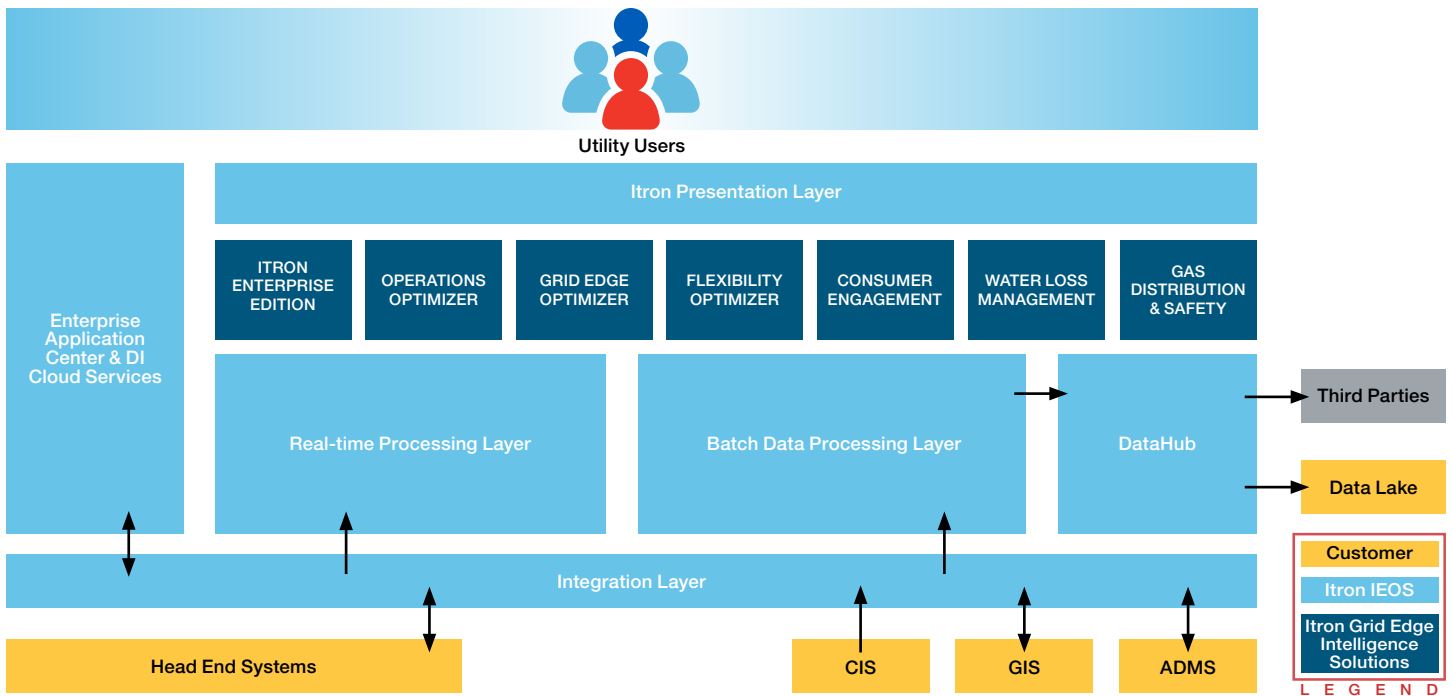 Utility Users
Itron Presentation Layer
Enterprise
Application
Center & DI
Cloud Services
ITRON
ENTERPRISE
EDITION
OPERATIONS
OPTIMIZER
GRID EDGE
OPTIMIZER
FLEXIBILITY
OPTIMIZER
CONSUMER
ENGAGEMENT
WATER LOSS
MANAGEMENT
GAS
DISTRIBUTION
& SAFETY
Real-time Processing Layer
Batch Data Processing Layer
DataHub
Third Parties
Data Lake
Integration Layer
Head End Systems
CIS
GIS
ADMS
Customer
Itron IEOS
Itron Grid Edge
Intelligence
Solutions
LEGEND